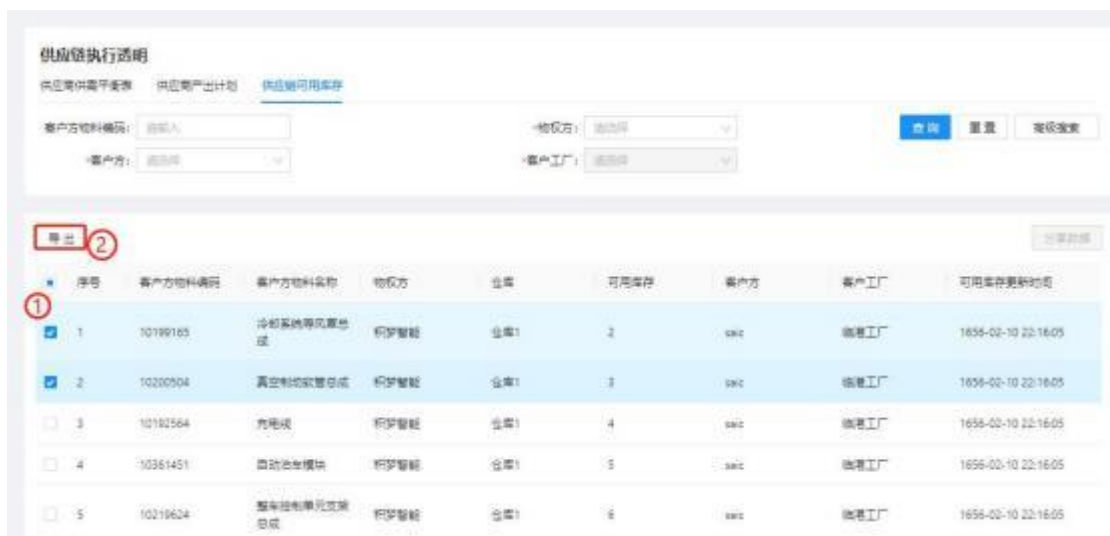 供应链执行透明
供应商供需平衡表 供应商产出计划 供应链可用库存
客户方物料编码: 请输入 *物权方: 请选择 查询 重置 高级搜索
*客户方: 请选择 *客户工厂: 请选择
导出 ② 分享数据
序号 客户方物料编码 客户方物料名称 物权方 仓库 可用库存 客户方 客户工厂 可用库存更新时间
①
1 10199165 冷却系统导风罩总成 积梦智能 仓库1 2 saic 临港工厂 1656-02-10 22:16:05
2 10200504 真空制动软管总成 积梦智能 仓库1 3 saic 临港工厂 1656-02-10 22:16:05
3 10192564 充电线 积梦智能 仓库1 4 saic 临港工厂 1656-02-10 22:16:05
4 10361451 自动泊车模块 积梦智能 仓库1 5 saic 临港工厂 1656-02-10 22:16:05
5 10219624 整车控制单元支架总成 积梦智能 仓库1 6 saic 临港工厂 1656-02-10 22:16:05